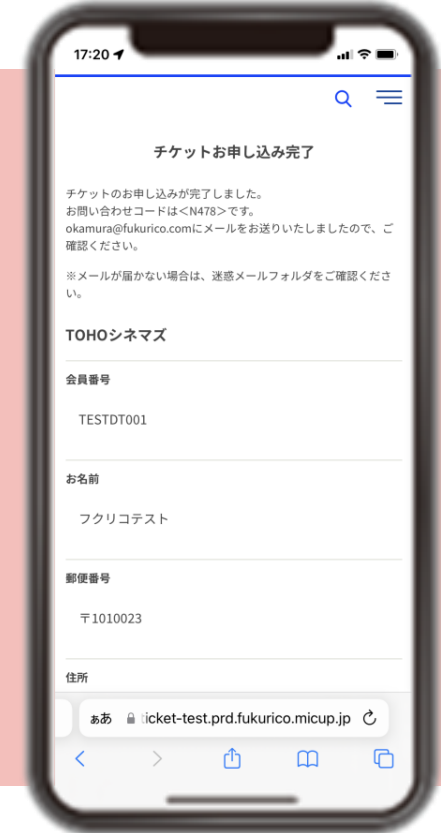 17:20
チケットお申し込み完了
チケットのお申し込みが完了しました。
お問い合わせコードは＜N478＞です。
okamura@fukurico.comにメールをお送りいたしましたので、ご
確認ください。
※メールが届かない場合は、迷惑メールフォルダをご確認くださ
い。
TOHOシネマズ
会員番号
TESTDT001
お名前
フクリコテスト
郵便番号
〒1010023
住所
ぁあ
icket-test.prd.fukurico.micup.jp